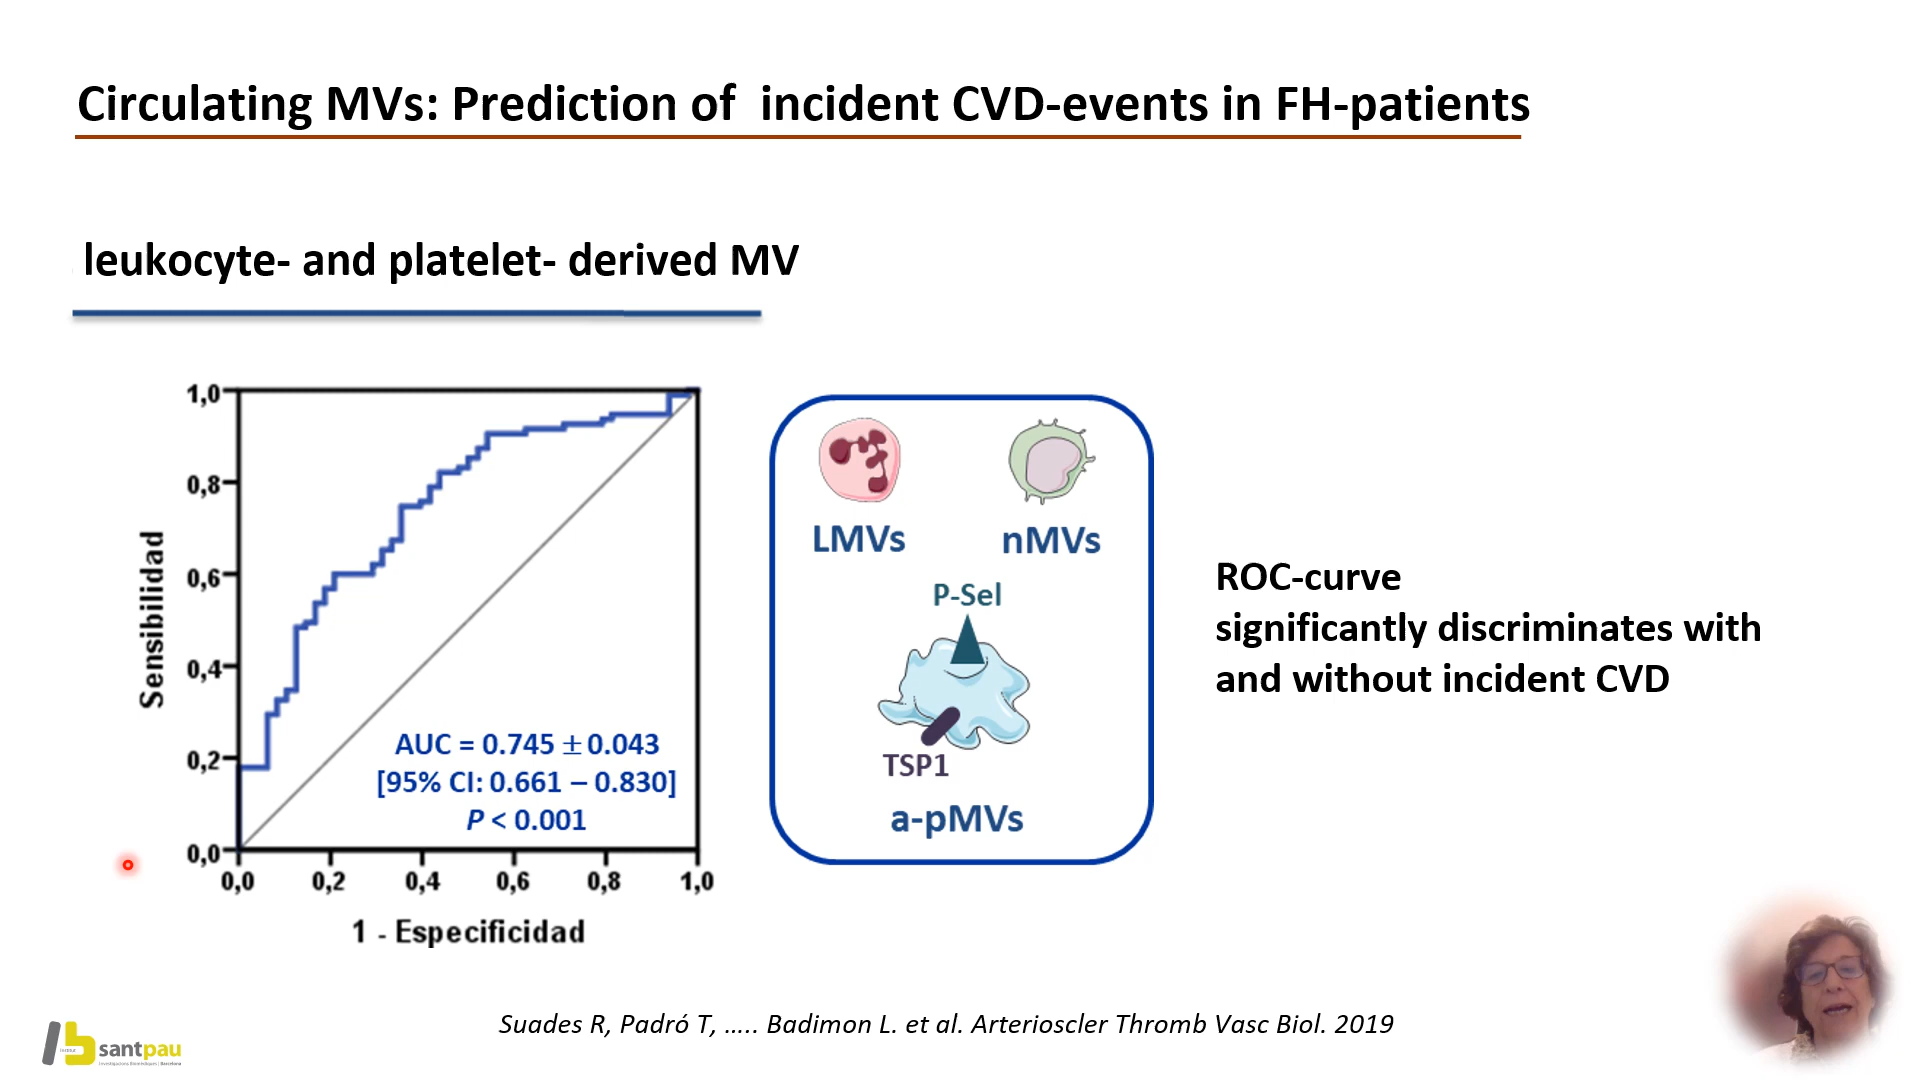 Circulating MVs: Prediction of incident CVD-events in FH-patients
leukocyte- and platelet- derived MV
1,0
0,8
0,6
0,4
0,2
0,0
Sensibilidad
0,0 0,2 0,4 0,6 0,8 1,0
1 - Especificidad
AUC = 0.745 ± 0.043
[95% CI: 0.661 – 0.830]
P < 0.001
LMVs
nMVs
P-Sel
TSP1
a-pMVs
ROC-curve
significantly discriminates with
and without incident CVD
Suades R, Padró T, ..... Badimon L. et al. Arterioscler Thromb Vasc Biol. 2019
santpau